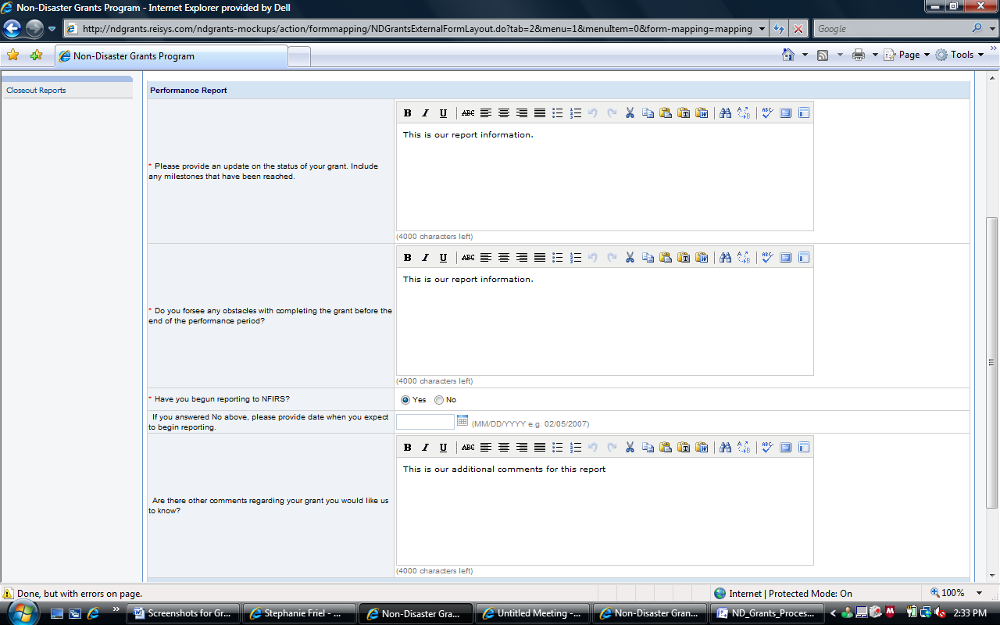 Non-Disaster Grants Program - Internet Explorer provided by Dell
http://ndgrants.reisys.com/ndgrants-mockups/action/formmapping/NDGrantsExternalFormLayout.do?tab=2&menu=1&menuItem=0&form-mapping=mapping
Google
Non-Disaster Grants Program
Page
Tools
Closeout Reports
Performance Report
B I U ABC
This is our report information.
* Please provide an update on the status of your grant. Include
any milestones that have been reached.
(4000 characters left)
B I U ABC
This is our report information.
* Do you forsee any obstacles with completing the grant before the
end of the performance period?
(4000 characters left)
* Have you begun reporting to NFIRS?
Yes No
If you answered No above, please provide date when you expect
to begin reporting.
(MM/DD/YYYY e.g. 02/05/2007)
B I U ABC
This is our additional comments for this report
Are there other comments regarding your grant you would like us
to know?
(4000 characters left)
Done, but with errors on page.
Internet | Protected Mode: On
100%
Screenshots for Gr...
Stephanie Friel - ...
Non-Disaster Gra...
Untitled Meeting -...
Non-Disaster Gran...
ND_Grants_Proces...
2:33 PM